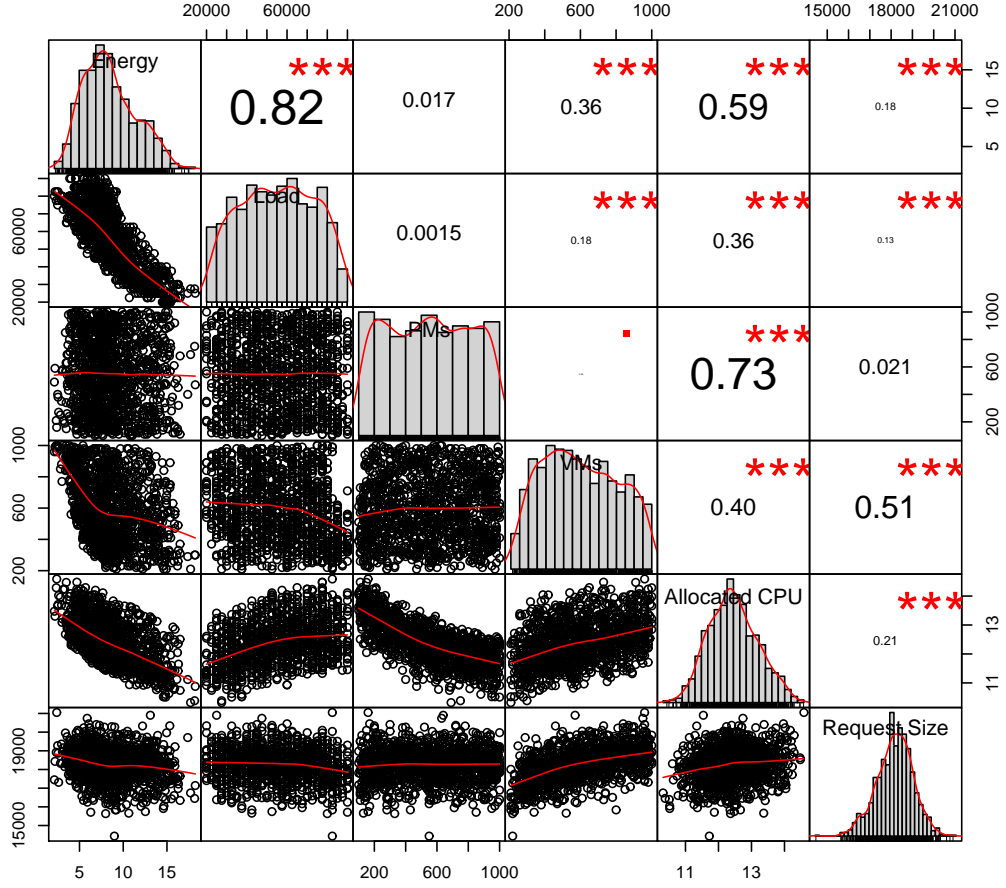 20000 60000 200 600 1000 15000 18000 21000
Energy *** *** *** ***
0.82 0.017 0.36 0.59 0.18
5 10 15
Load *** *** ***
0.0015 0.18 0.36 0.13
20000 60000
PMs ***
0.73 0.021
200 600 1000
VMs *** ***
0.40 0.51
200 600 1000
Allocated CPU ***
0.21
11 13
Request Size
15000 18000
5 10 15 200 600 1000 11 13